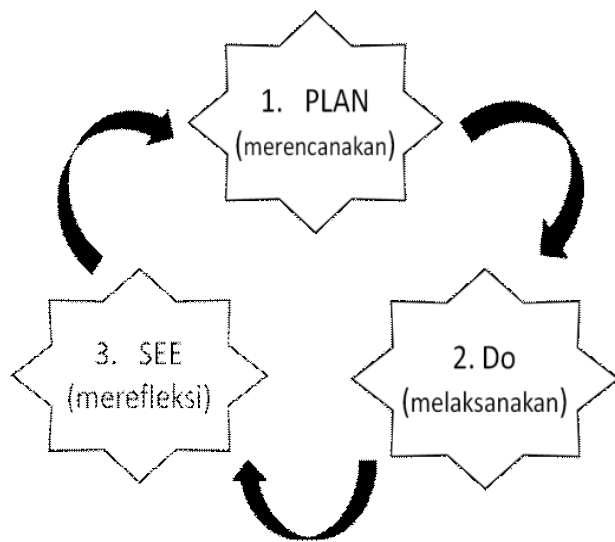 1. PLAN
(merencanakan)
2. Do
(melaksanakan)
3. SEE
(merefleksi)